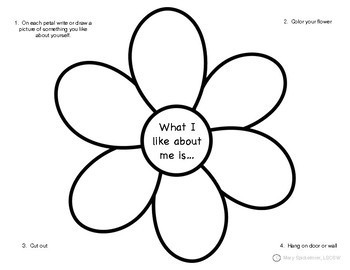 1. On each petal write or draw a
picture of something you like
about yourself.
2. Color your flower
What I
like about
me is...
3. Cut out
4. Hang on door or wall